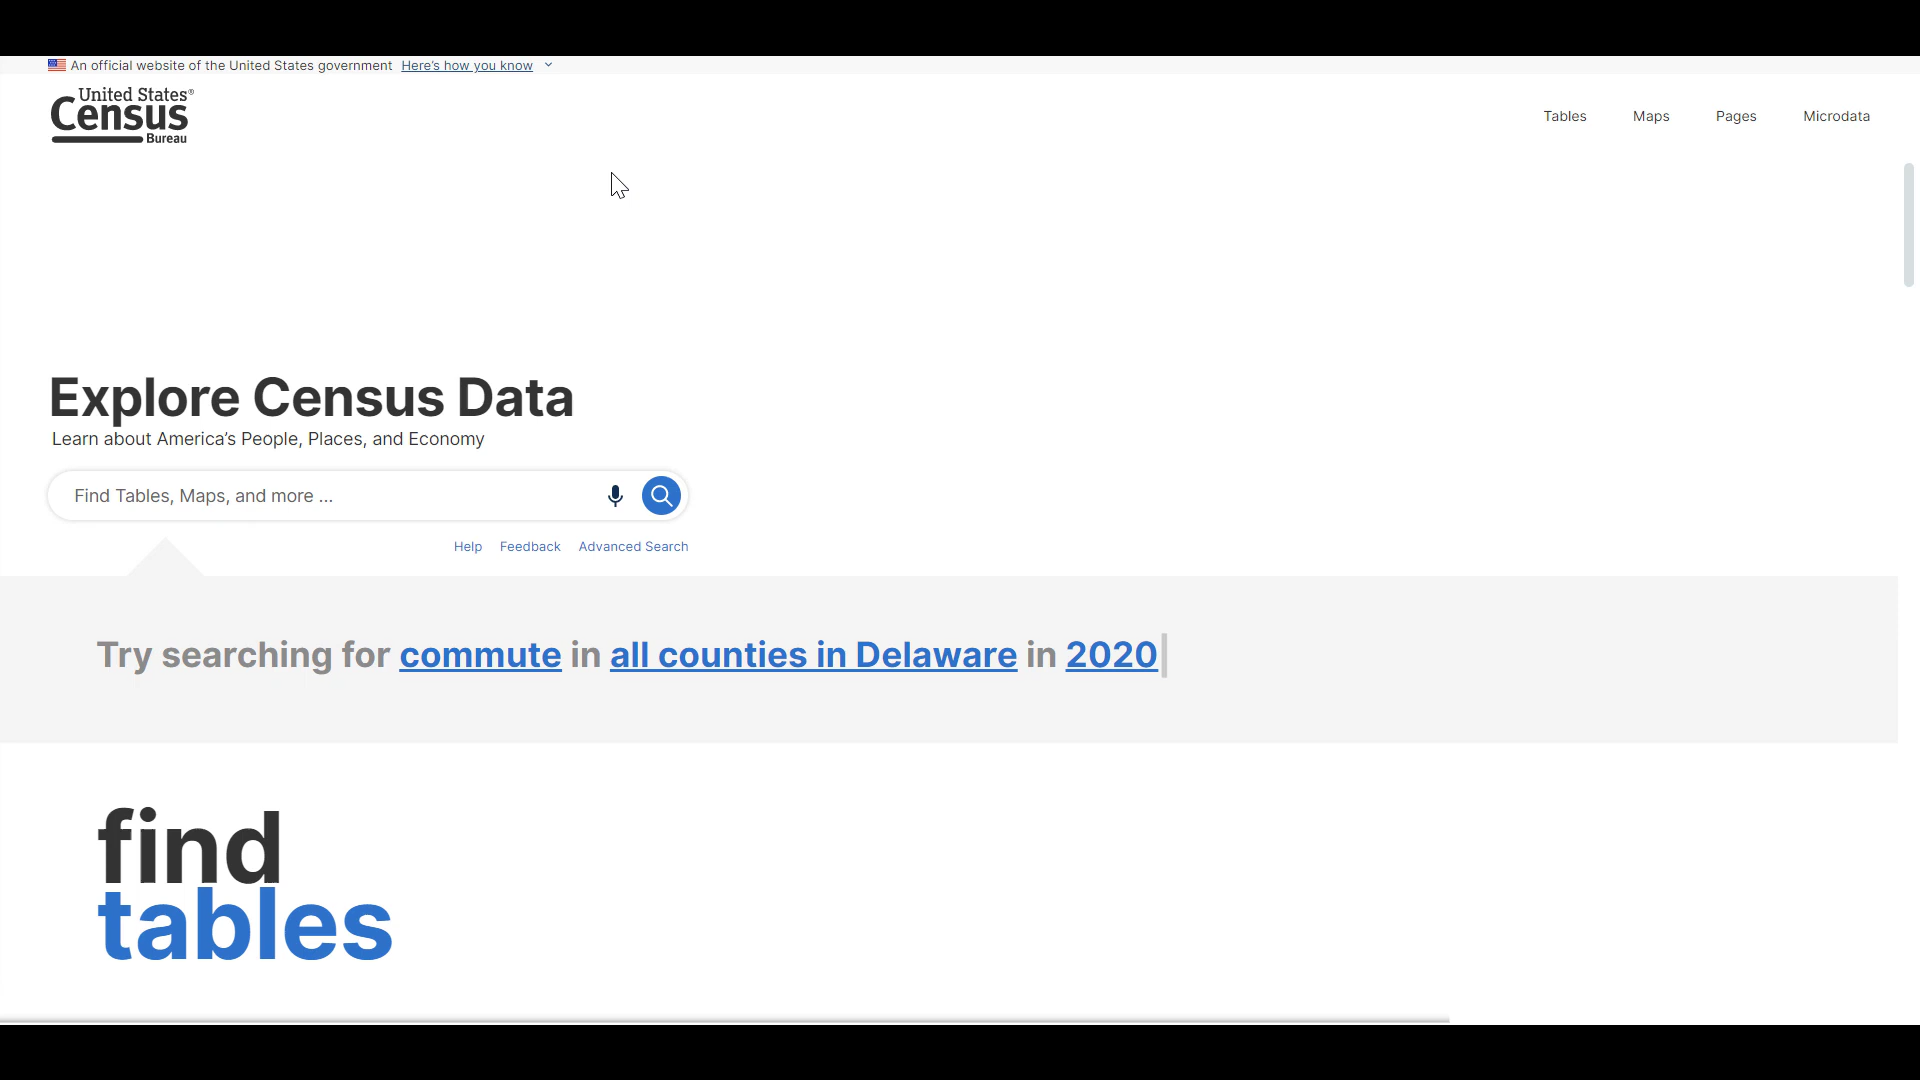 An official website of the United States government Here's how you know
United States®
Census
Bureau
Tables Maps Pages Microdata
Explore Census Data
Learn about America's People, Places, and Economy
Find Tables, Maps, and more ...
Help Feedback Advanced Search
Try searching for commute in all counties in Delaware in 2020
find
tables